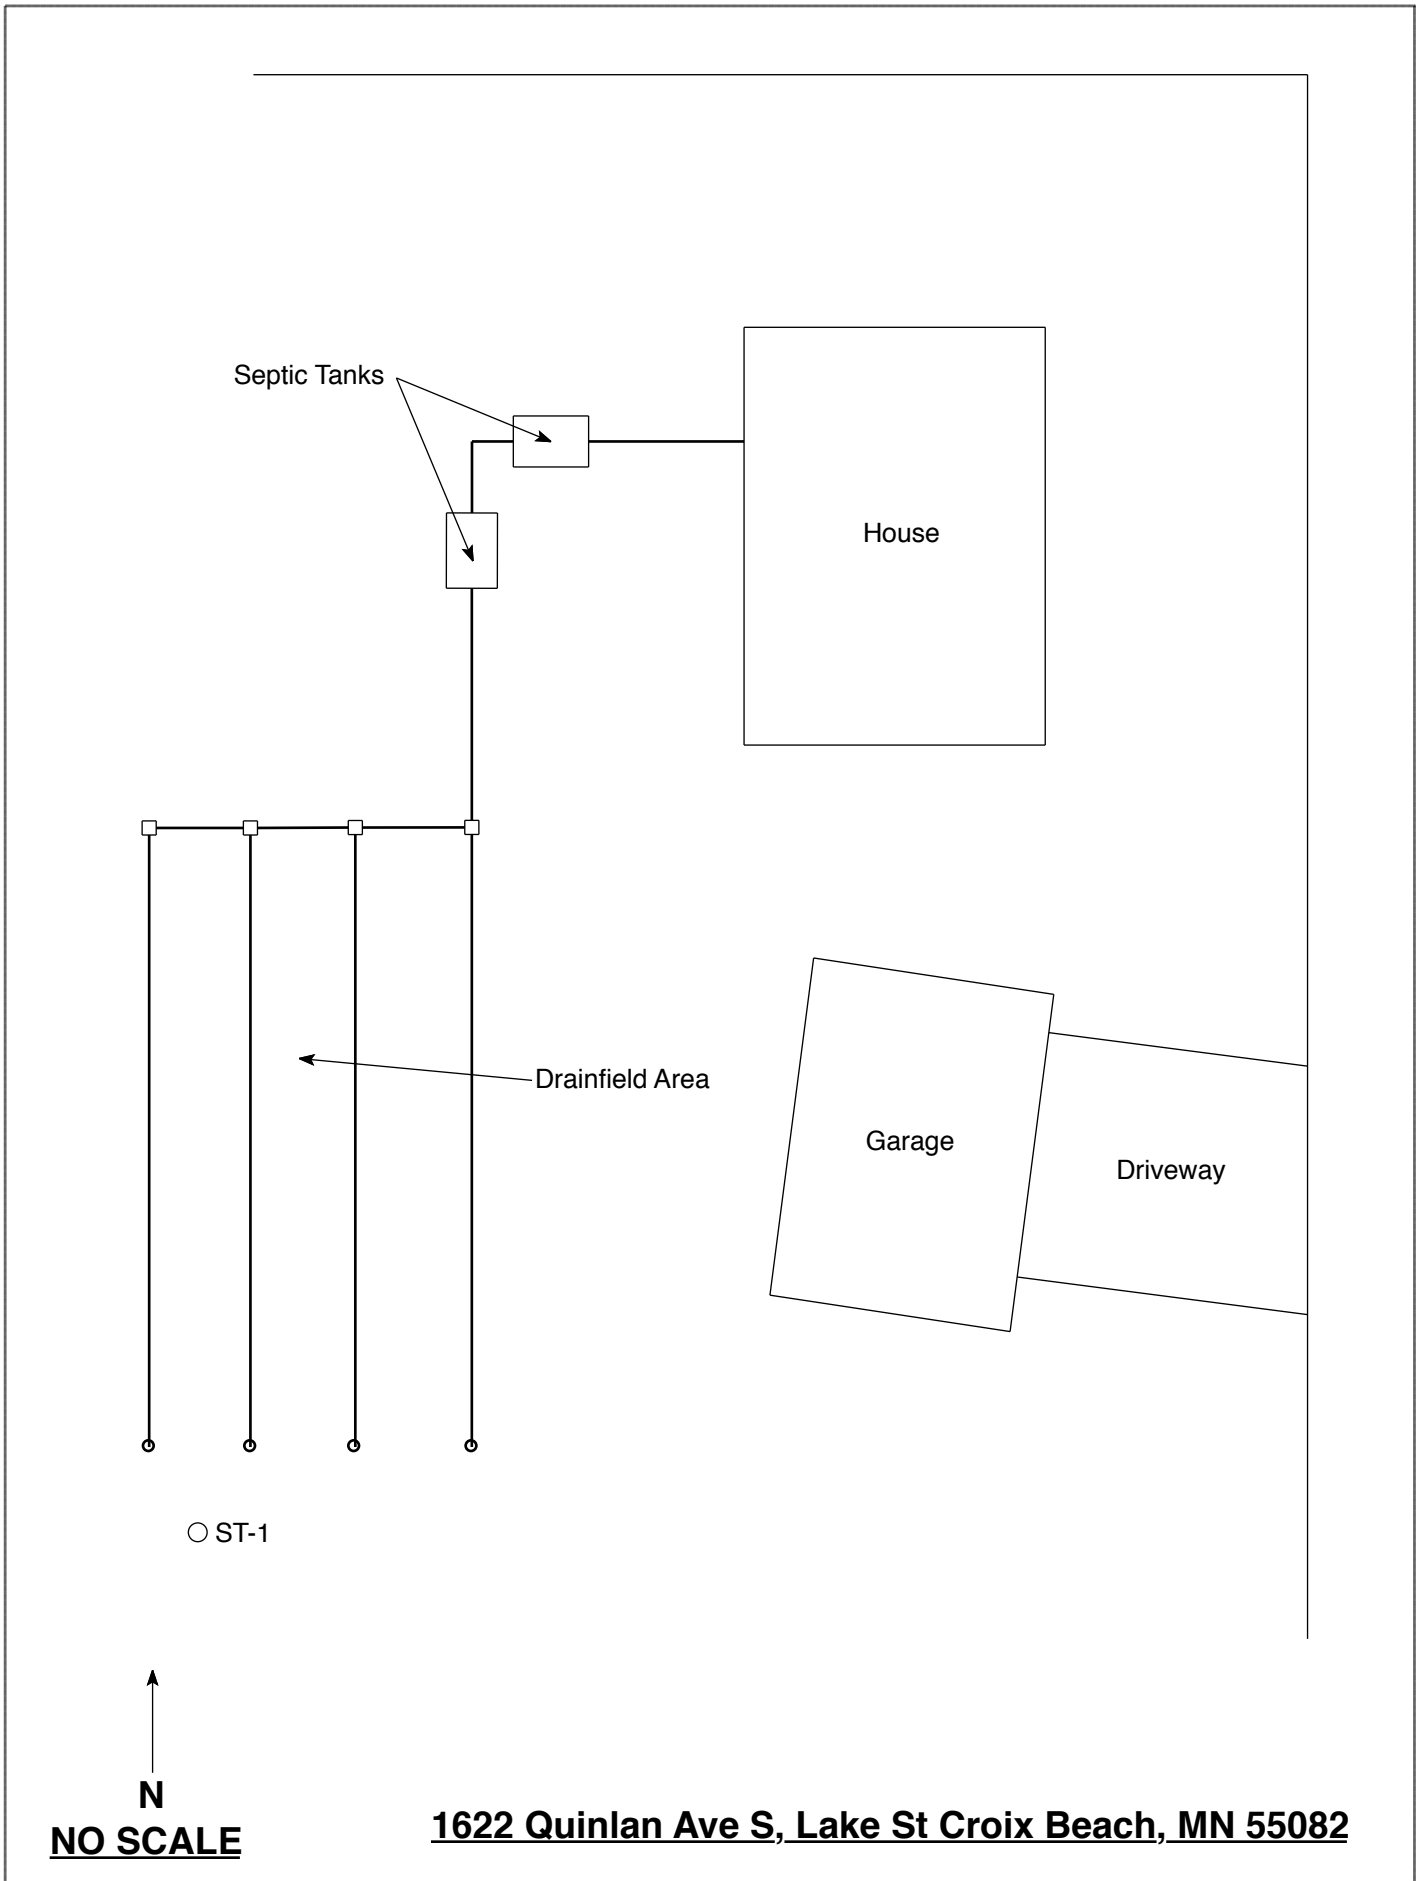 Septic Tanks
House
Drainfield Area
Garage
Driveway
ST-1
N
NO SCALE
1622 Quinlan Ave S, Lake St Croix Beach, MN 55082